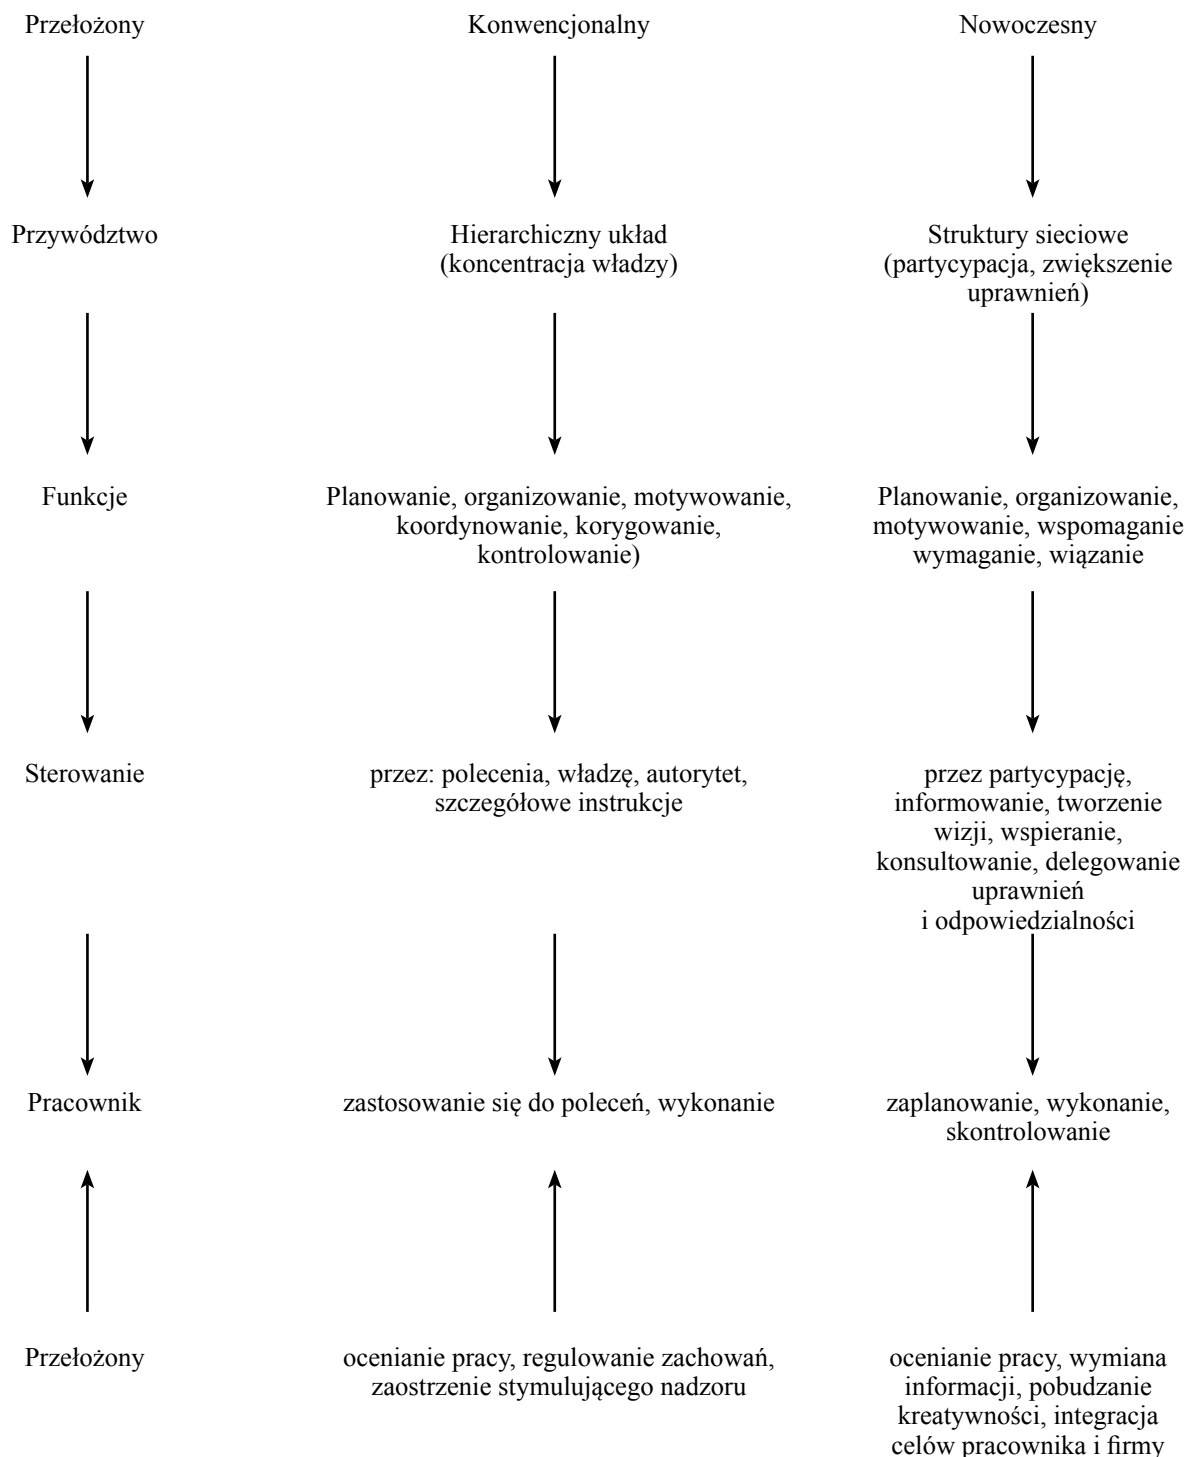 Przełożony
Konwencjonalny
Nowoczesny
Przywództwo
Hierarchiczny układ
(koncentracja władzy)
Struktury sieciowe
(partycypacja, zwiększenie
uprawnień)
Funkcje
Planowanie, organizowanie, motywowanie,
koordynowanie, korygowanie,
kontrolowanie)
Planowanie, organizowanie,
motywowanie, wspomaganie
wymaganie, wiązanie
Sterowanie
przez: polecenia, władzę, autorytet,
szczegółowe instrukcje
przez partycypację,
informowanie, tworzenie
wizji, wspieranie,
konsultowanie, delegowanie
uprawnień
i odpowiedzialności
Pracownik
zastosowanie się do poleceń, wykonanie
zaplanowanie, wykonanie,
skontrolowanie
Przełożony
ocenianie pracy, regulowanie zachowań,
zaostrzenie stymulującego nadzoru
ocenianie pracy, wymiana
informacji, pobudzanie
kreatywności, integracja
celów pracownika i firmy